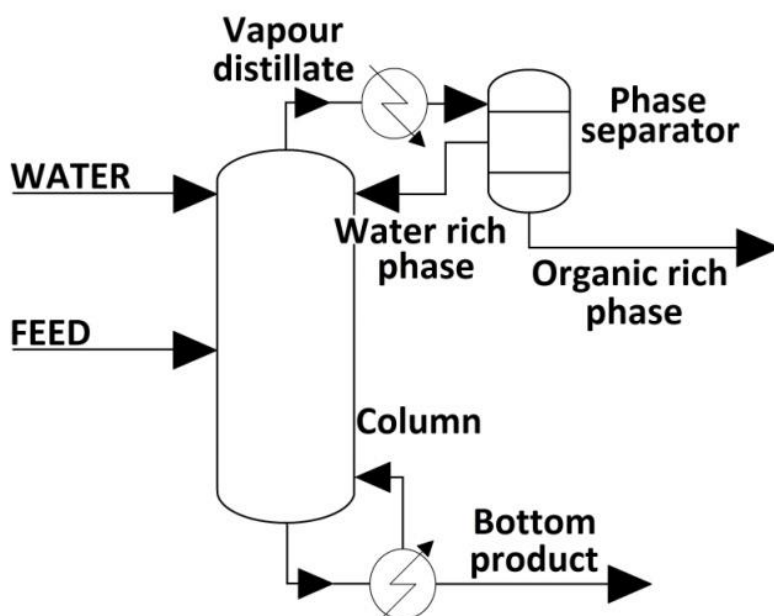 Vapour
distillate
Phase
separator
WATER
Water rich
phase
Organic rich
phase
FEED
Column
Bottom
product